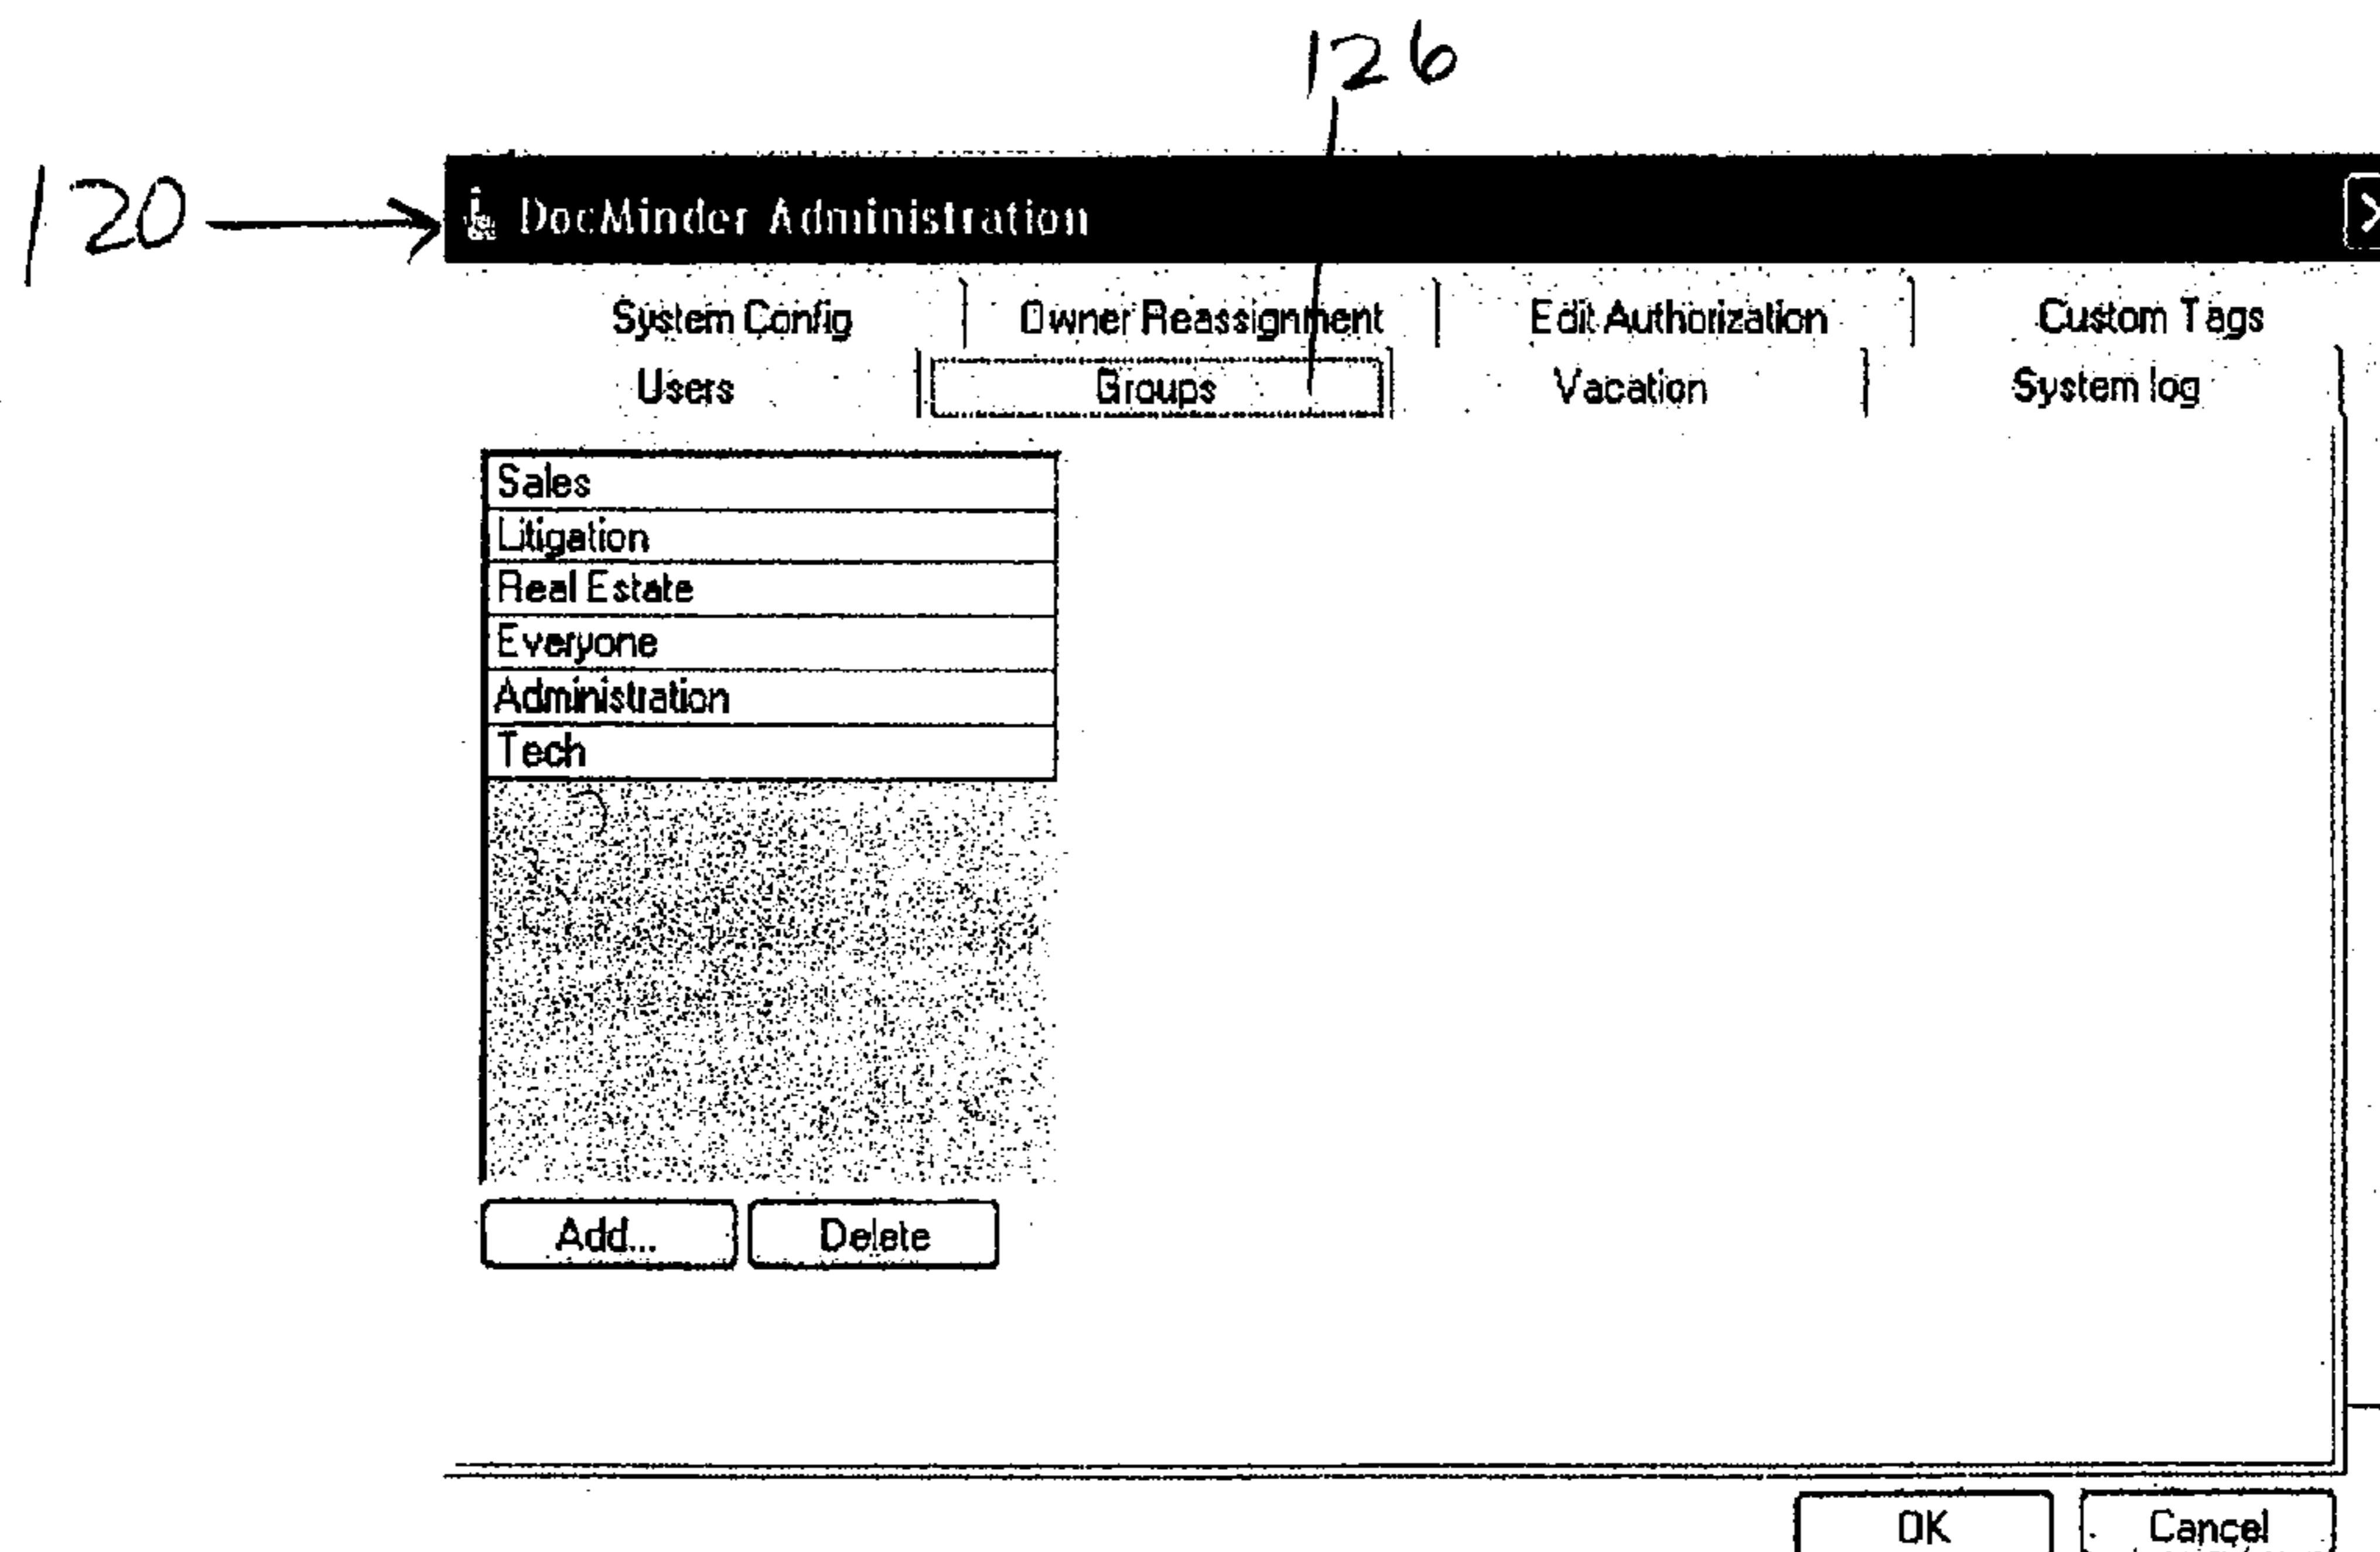 126
120
DocMinder Administration
System Config Owner Reassignment Edit Authorization Custom Tags
Users Groups Vacation System log
Sales
Litigation
Real Estate
Everyone
Administration
Tech
Add... Delete
OK Cancel